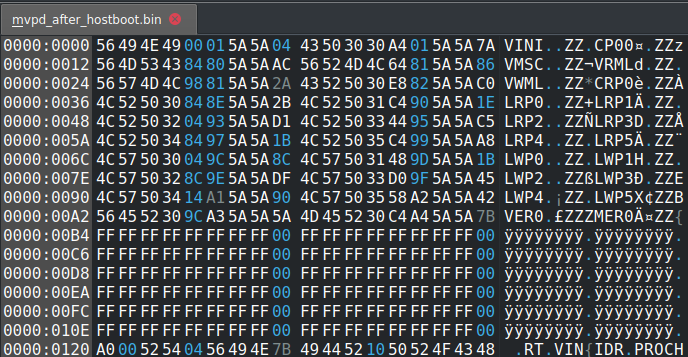 mvpd_after_hostboot.bin
0000:0000 56 49 4E 49 00 01 5A 5A 04 43 50 30 30 A4 01 5A 5A 7A VINI..ZZ.CP00¤.ZZz
0000:0012 56 4D 53 43 84 80 5A 5A AC 56 52 4D 4C 64 81 5A 5A 86 VMSC..ZZ¬VRMLd.ZZ.
0000:0024 56 57 4D 4C 98 81 5A 5A 2A 43 52 50 30 E8 82 5A 5A C0 VWML..ZZ*CRP0è.ZZÀ
0000:0036 4C 52 50 30 84 8E 5A 5A 2B 4C 52 50 31 C4 90 5A 5A 1E LRP0..ZZ+LRP1Ä.ZZ.
0000:0048 4C 52 50 32 04 93 5A 5A D1 4C 52 50 33 44 95 5A 5A C5 LRP2..ZZÑLRP3D.ZZÅ
0000:005A 4C 52 50 34 84 97 5A 5A 1B 4C 52 50 35 C4 99 5A 5A A8 LRP4..ZZ.LRP5Ä.ZZ¨
0000:006C 4C 57 50 30 04 9C 5A 5A 8C 4C 57 50 31 48 9D 5A 5A 1B LWP0..ZZ.LWP1H.ZZ.
0000:007E 4C 57 50 32 8C 9E 5A 5A DF 4C 57 50 33 D0 9F 5A 5A 45 LWP2..ZZßLWP3Ð.ZZE
0000:0090 4C 57 50 34 14 A1 5A 5A 90 4C 57 50 35 58 A2 5A 5A 42 LWP4.¡ZZ.LWP5X¢ZZB
0000:00A2 56 45 52 30 9C A3 5A 5A 5A 4D 45 52 30 C4 A4 5A 5A 7B VER0.£ZZZMER0Ä¤ZZ{
0000:00B4 FF FF FF FF FF FF FF FF 00 FF FF FF FF FF FF FF FF 00 ÿÿÿÿÿÿÿÿ.ÿÿÿÿÿÿÿÿ.
0000:00C6 FF FF FF FF FF FF FF FF 00 FF FF FF FF FF FF FF FF 00 ÿÿÿÿÿÿÿÿ.ÿÿÿÿÿÿÿÿ.
0000:00D8 FF FF FF FF FF FF FF FF 00 FF FF FF FF FF FF FF FF 00 ÿÿÿÿÿÿÿÿ.ÿÿÿÿÿÿÿÿ.
0000:00EA FF FF FF FF FF FF FF FF 00 FF FF FF FF FF FF FF FF 00 ÿÿÿÿÿÿÿÿ.ÿÿÿÿÿÿÿÿ.
0000:00FC FF FF FF FF FF FF FF FF 00 FF FF FF FF FF FF FF FF 00 ÿÿÿÿÿÿÿÿ.ÿÿÿÿÿÿÿÿ.
0000:010E FF FF FF FF FF FF FF FF 00 FF FF FF FF FF FF FF FF 00 ÿÿÿÿÿÿÿÿ.ÿÿÿÿÿÿÿÿ.
0000:0120 A0 00 52 54 04 56 49 4E 7B 49 44 52 10 50 52 4F 43 48 .RT.VIN{IDR.PROCH